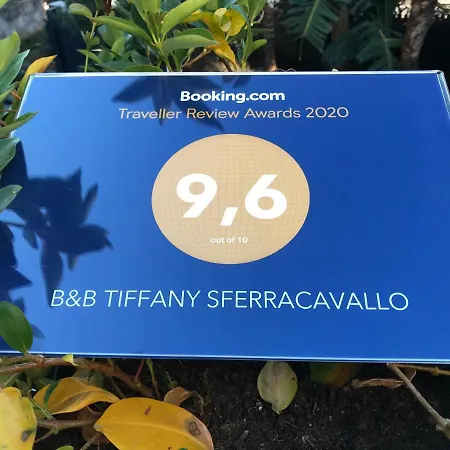 Booking.com
Traveller Review Awards 2020
9,6
out of 10
B&B TIFFANY SFERRACAVALLO